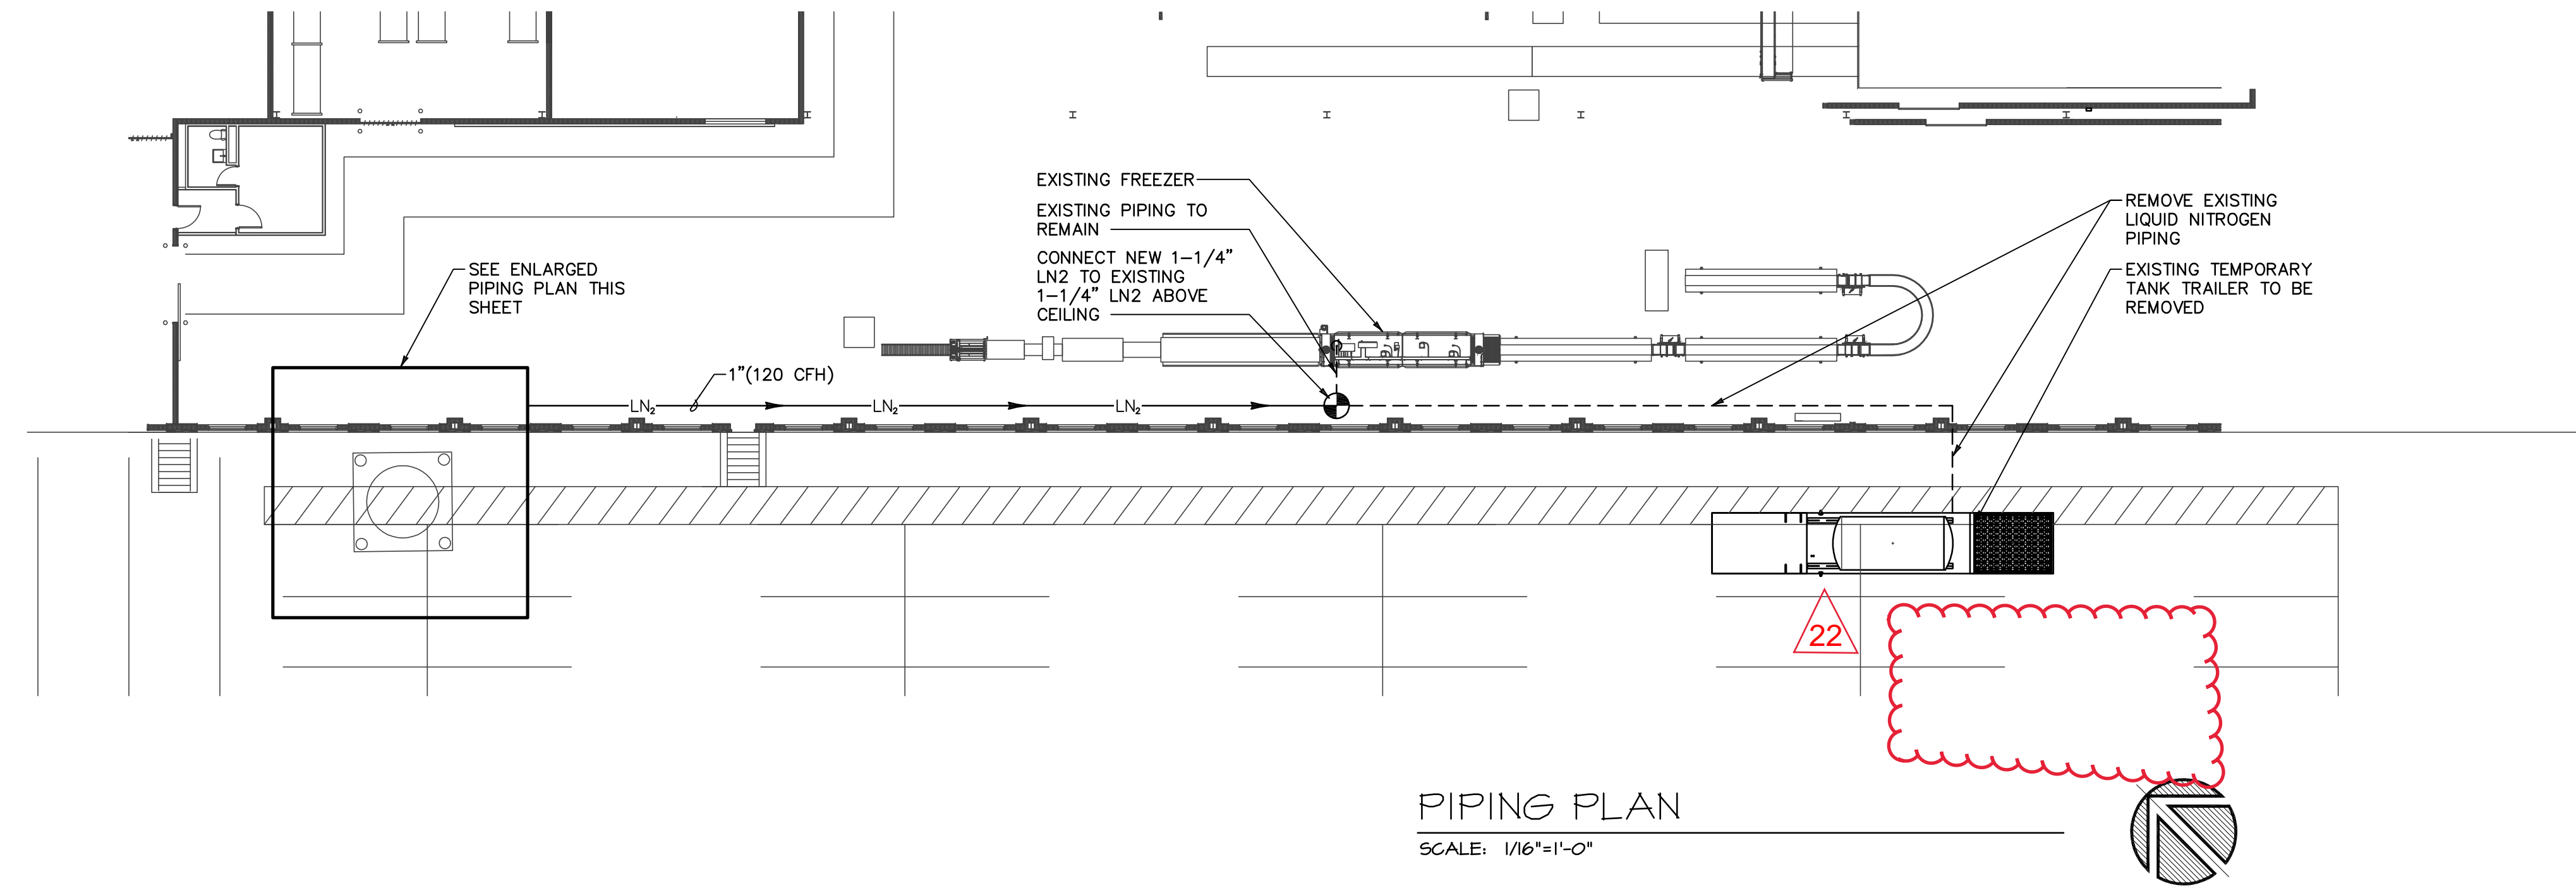 EXISTING FREEZER
EXISTING PIPING TO
REMAIN
CONNECT NEW 1-1/4"
LN2 TO EXISTING
1-1/4" LN2 ABOVE
CEILING
REMOVE EXISTING
LIQUID NITROGEN
PIPING
EXISTING TEMPORARY
TANK TRAILER TO BE
REMOVED
SEE ENLARGED
PIPING PLAN THIS
SHEET
1"(120 CFH)
LN₂
LN₂
LN₂
22
PIPING PLAN
SCALE: 1/16"=1'-0"